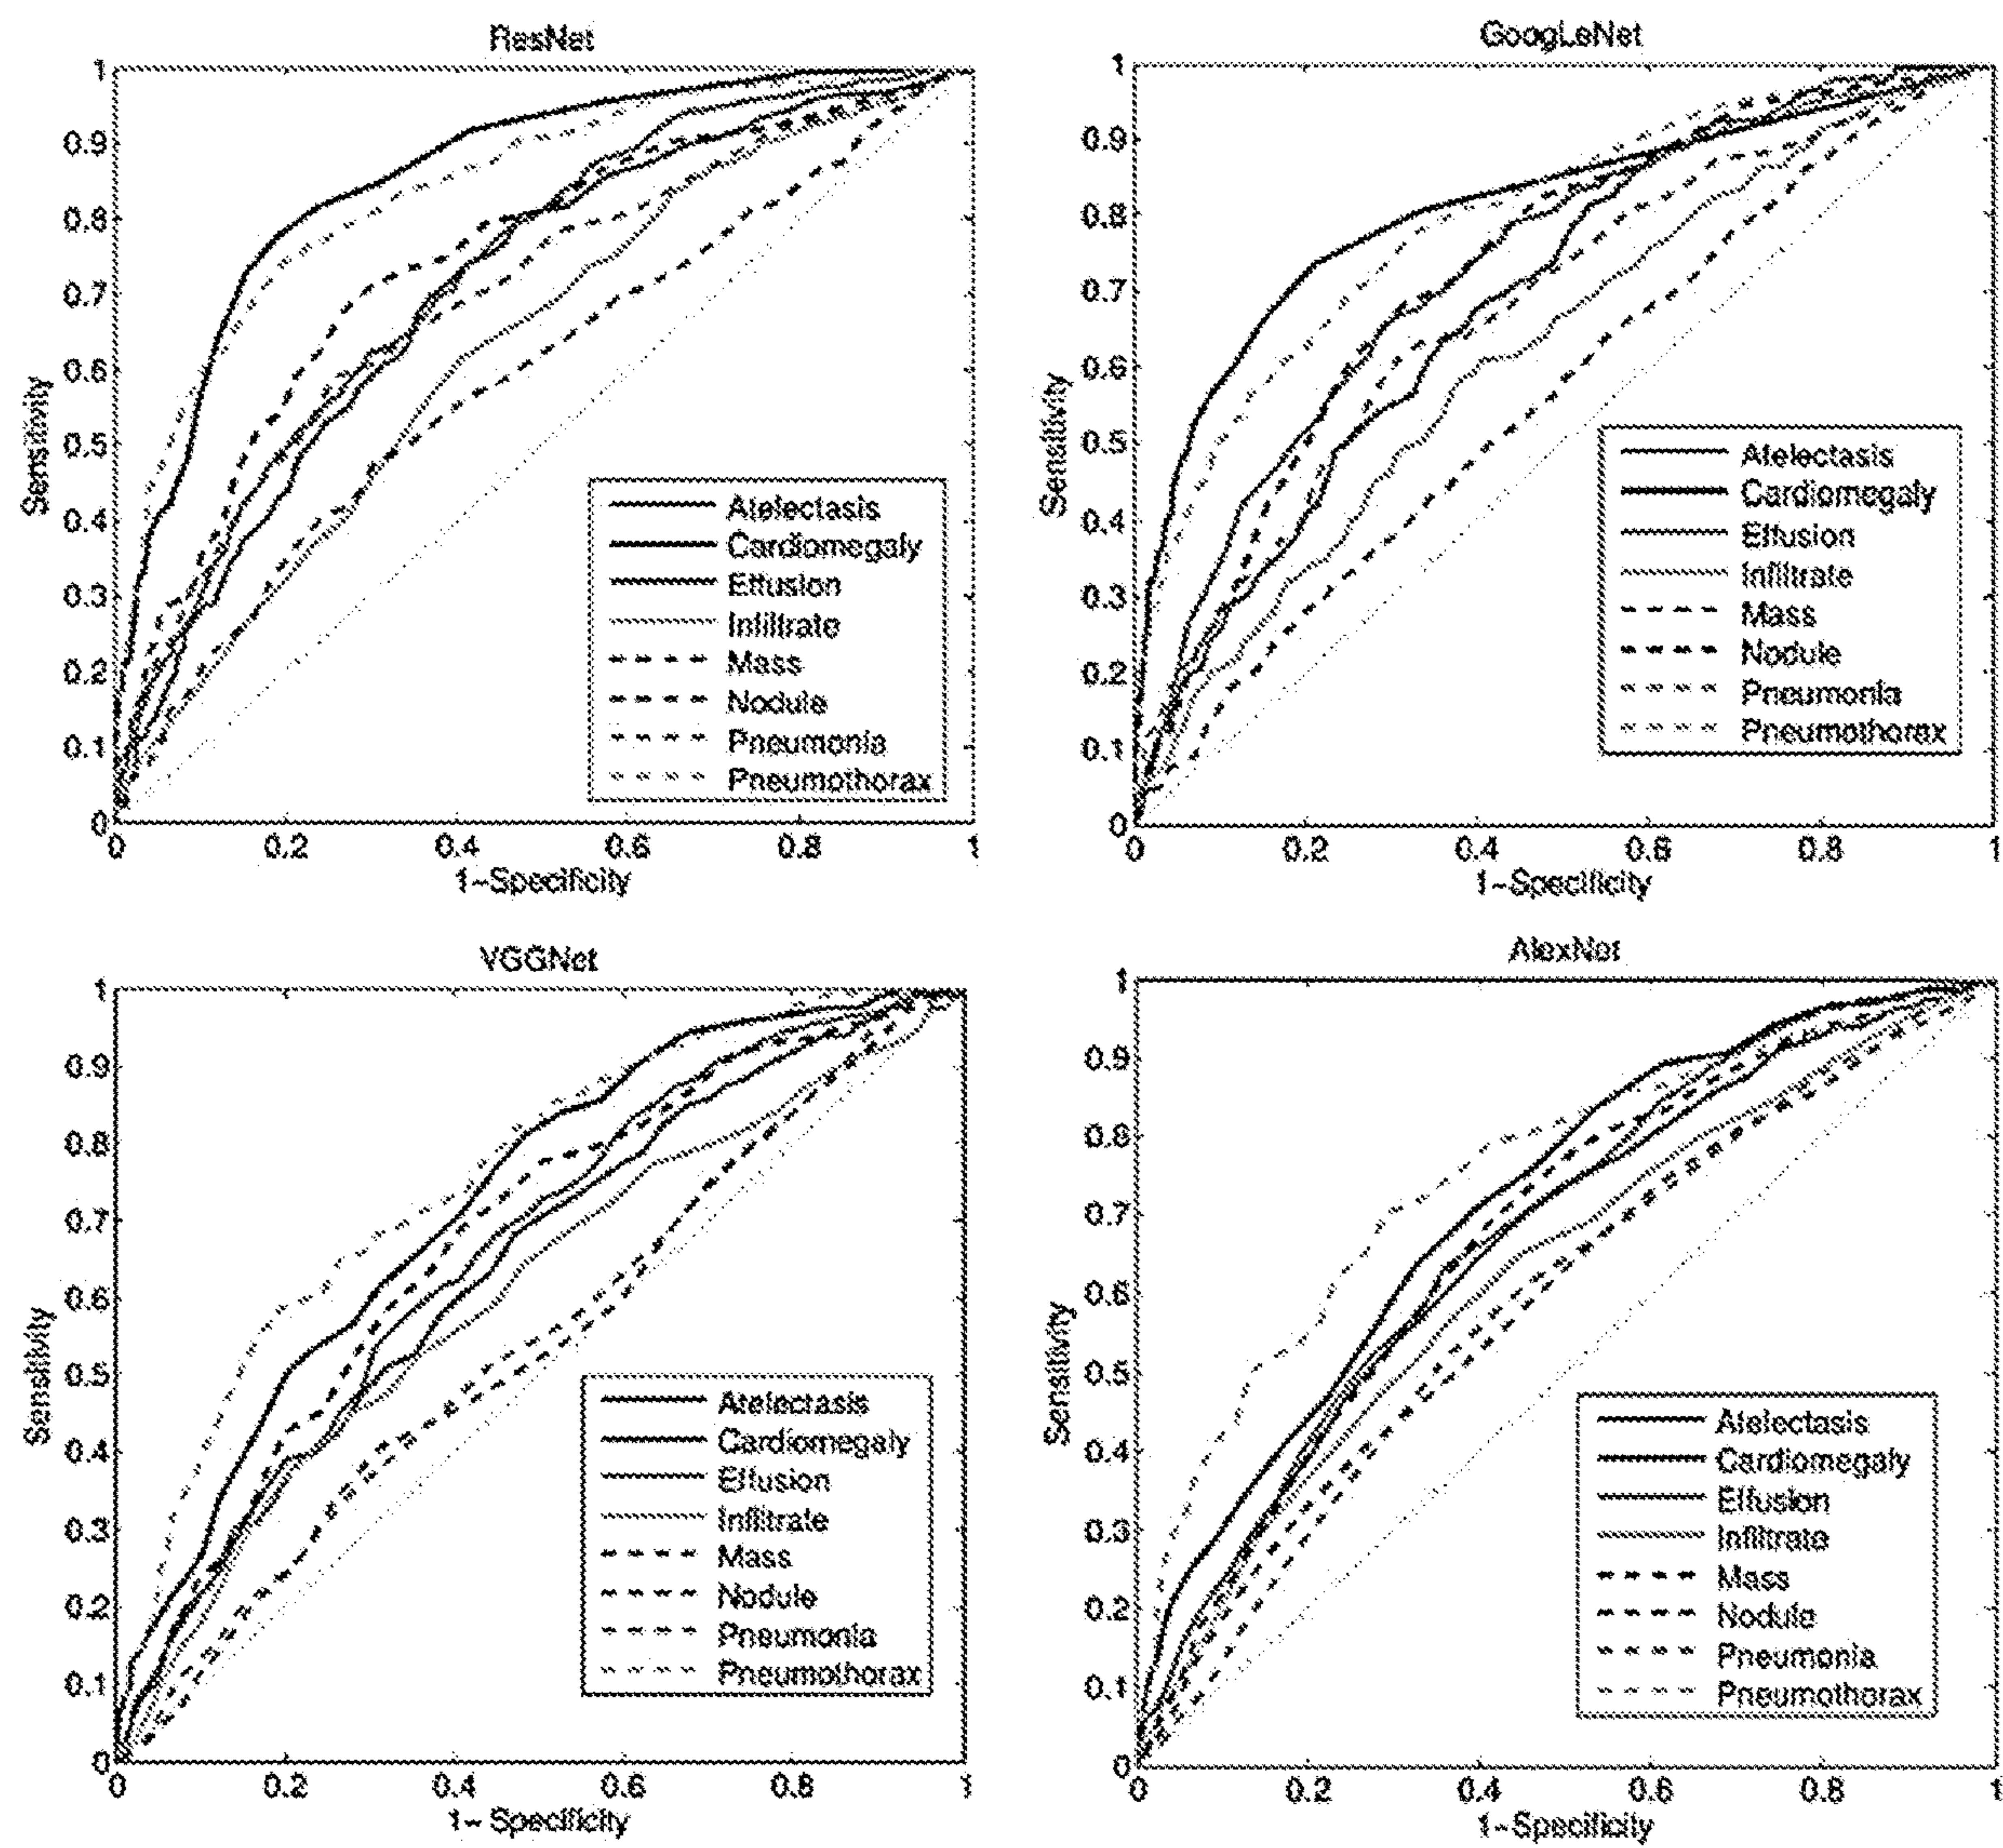 ResNet
1
0.9
0.8
0.7
0.6
0.5
0.4
0.3
0.2
0.1
0
Sensitivity
0 0.2 0.4 0.6 0.8 1
1-Specificity
Atelectasis
Cardiomegaly
Effusion
Infiltrate
Mass
Nodule
Pneumonia
Pneumothorax
GoogLeNet
1
0.9
0.8
0.7
0.6
0.5
0.4
0.3
0.2
0.1
0
Sensitivity
0 0.2 0.4 0.6 0.8 1
1-Specificity
Atelectasis
Cardiomegaly
Effusion
Infiltrate
Mass
Nodule
Pneumonia
Pneumothorax
VGGNet
1
0.9
0.8
0.7
0.6
0.5
0.4
0.3
0.2
0.1
0
Sensitivity
0 0.2 0.4 0.6 0.8 1
1- Specificity
Atelectasis
Cardiomegaly
Effusion
Infiltrate
Mass
Nodule
Pneumonia
Pneumothorax
AlexNet
1
0.9
0.8
0.7
0.6
0.5
0.4
0.3
0.2
0.1
0
Sensitivity
0 0.2 0.4 0.6 0.8 1
1-Specificity
Atelectasis
Cardiomegaly
Effusion
Infiltrate
Mass
Nodule
Pneumonia
Pneumothorax